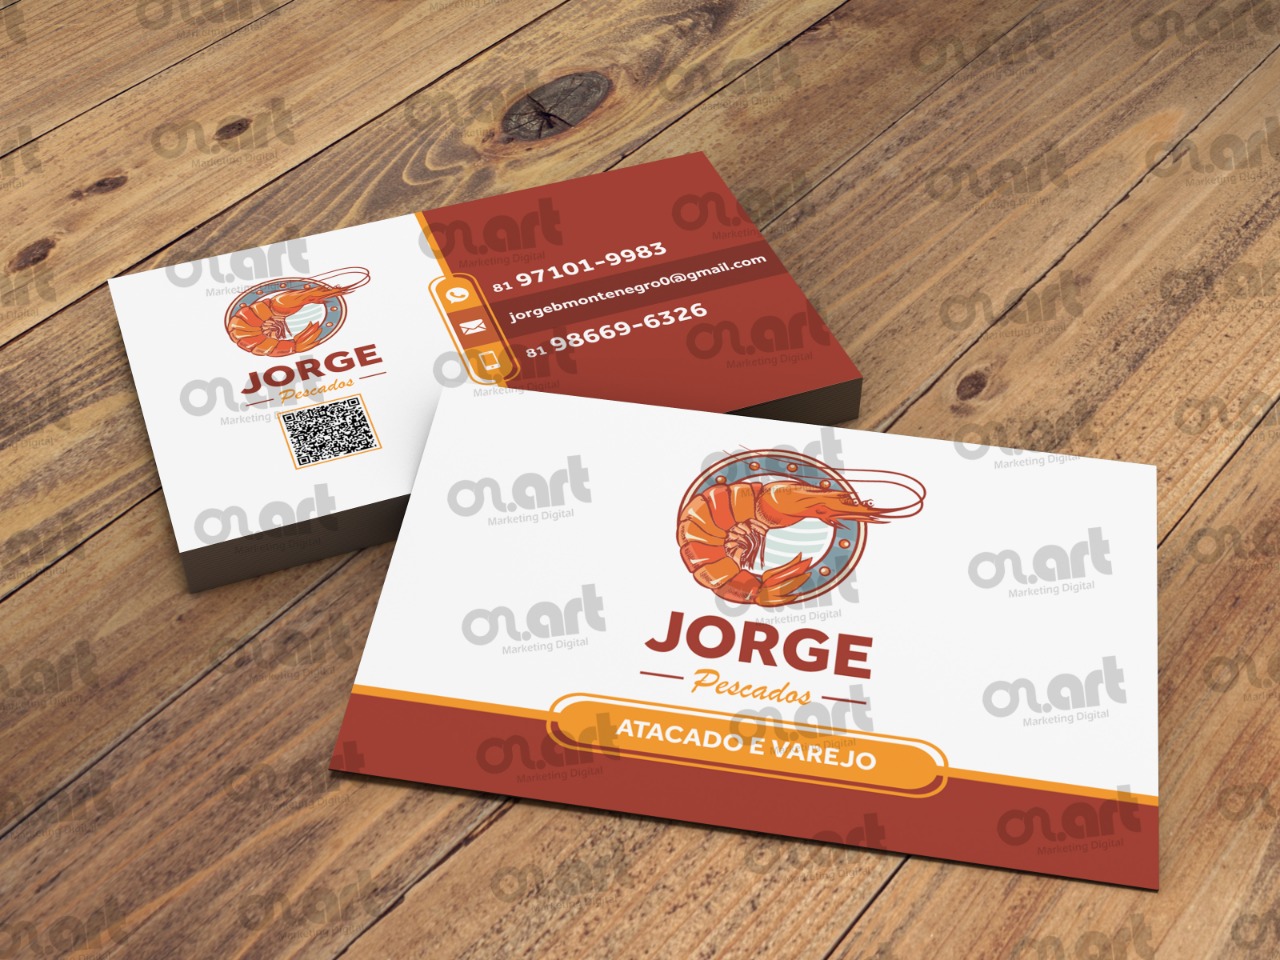 81 97101-9983
jorgebmontenegro0@gmail.com
81 98669-6326
JORGE
Pescados
JORGE
Pescados
ATACADO E VAREJO
on.art
Marketing Digital